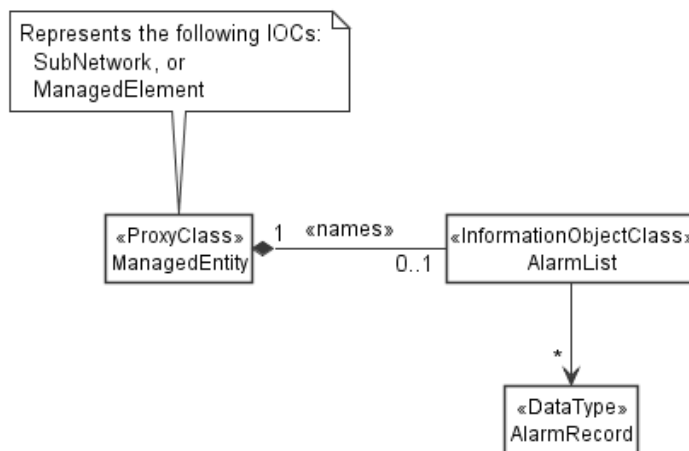 Represents the following IOCs:
SubNetwork, or
ManagedElement
«ProxyClass»
ManagedEntity
1
«names»
0..1
«InformationObjectClass»
AlarmList
*
«DataType»
AlarmRecord